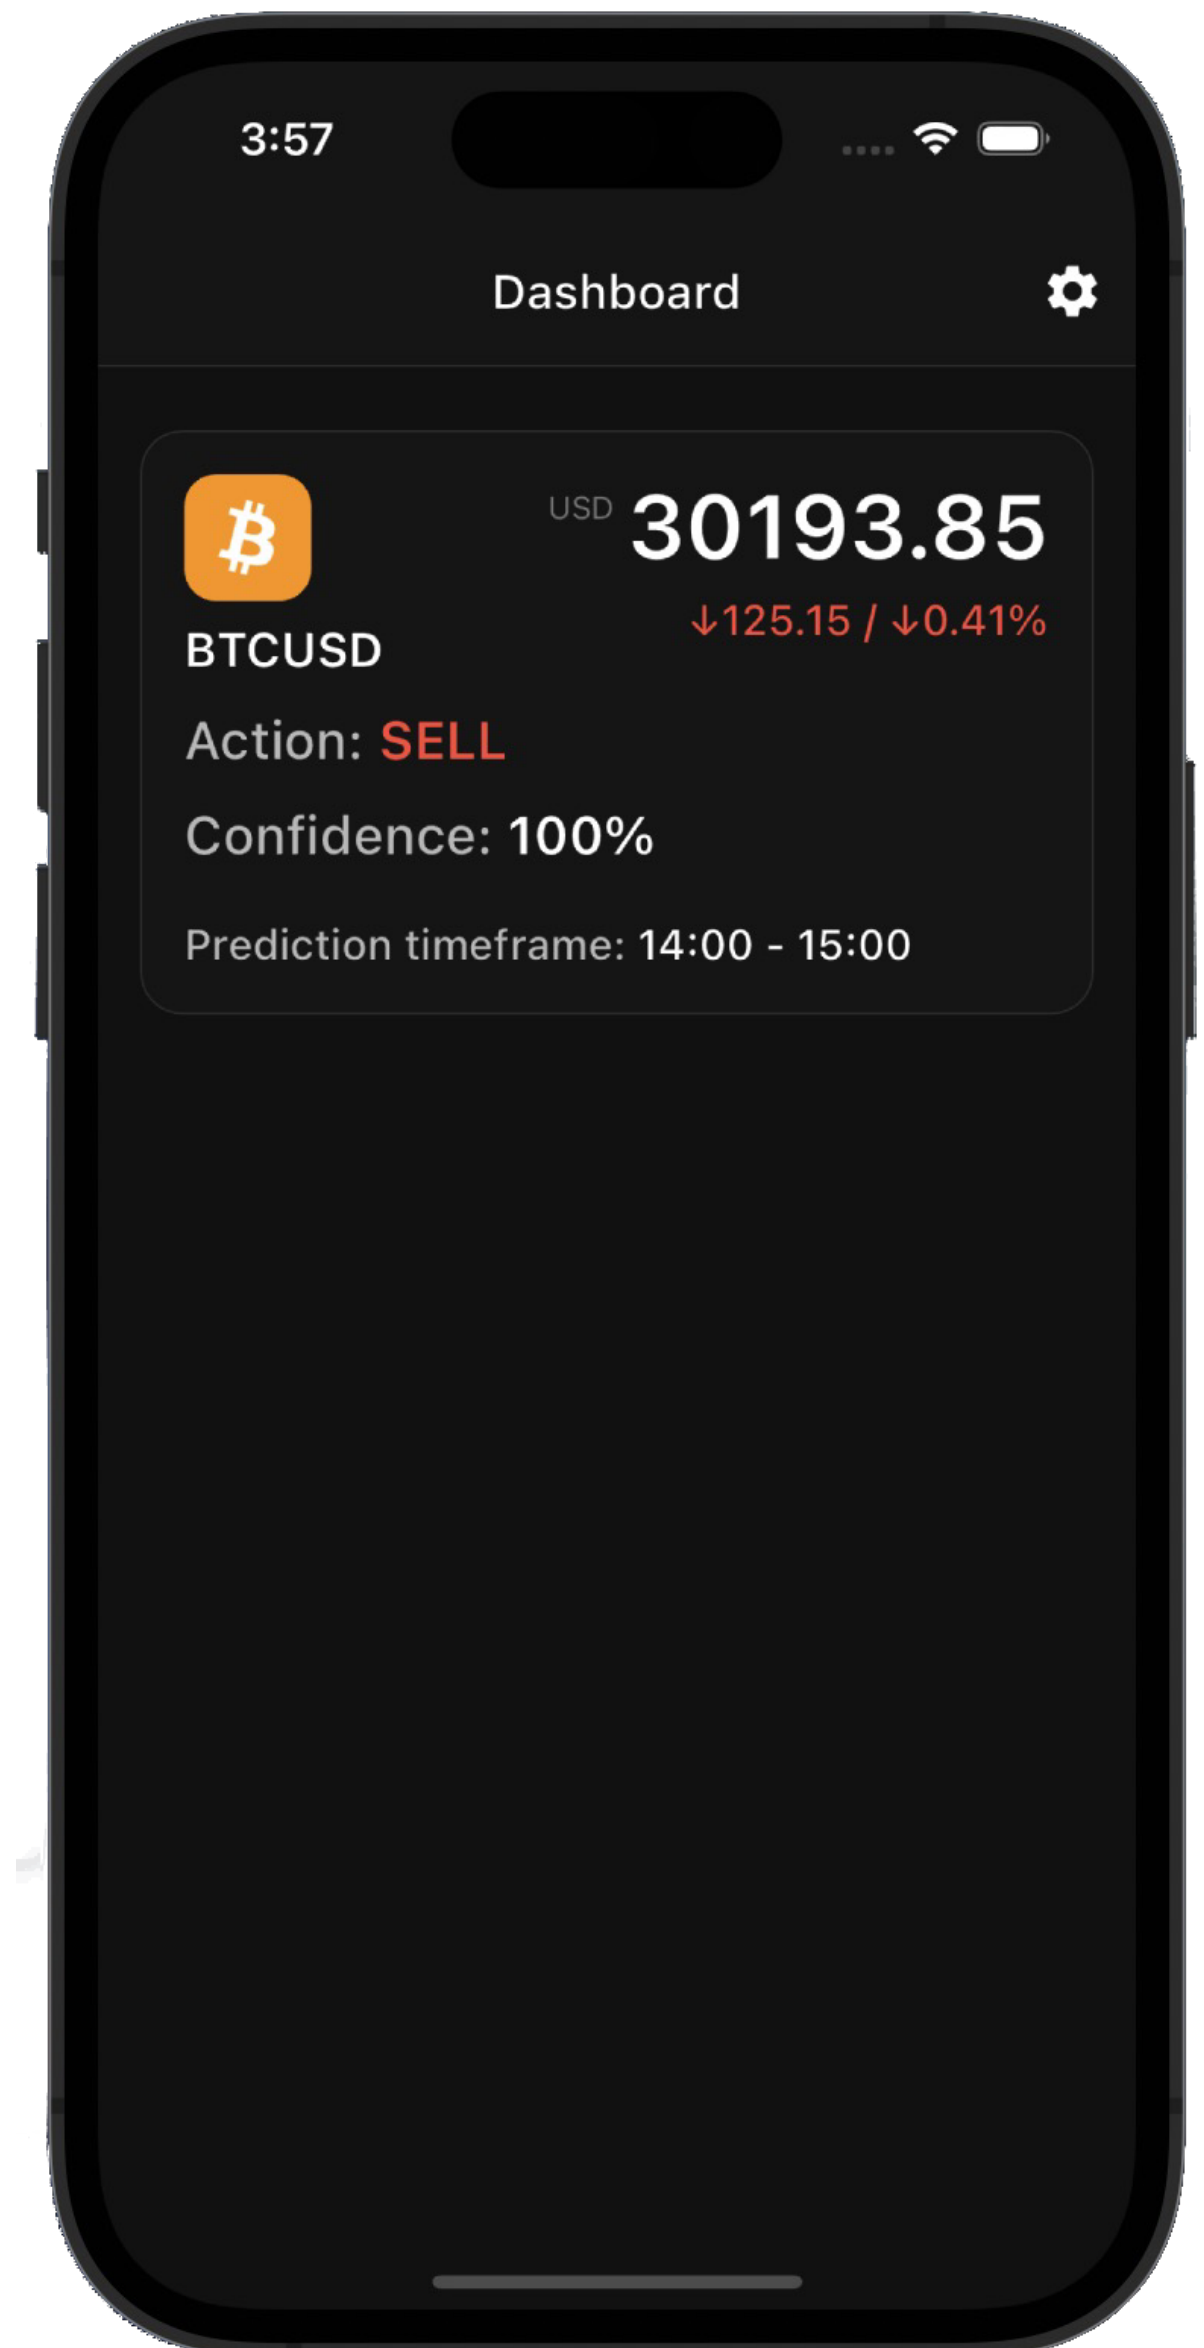 3:57
Dashboard
USD 30193.85
↓125.15 / ↓0.41%
BTCUSD
Action: SELL
Confidence: 100%
Prediction timeframe: 14:00 - 15:00